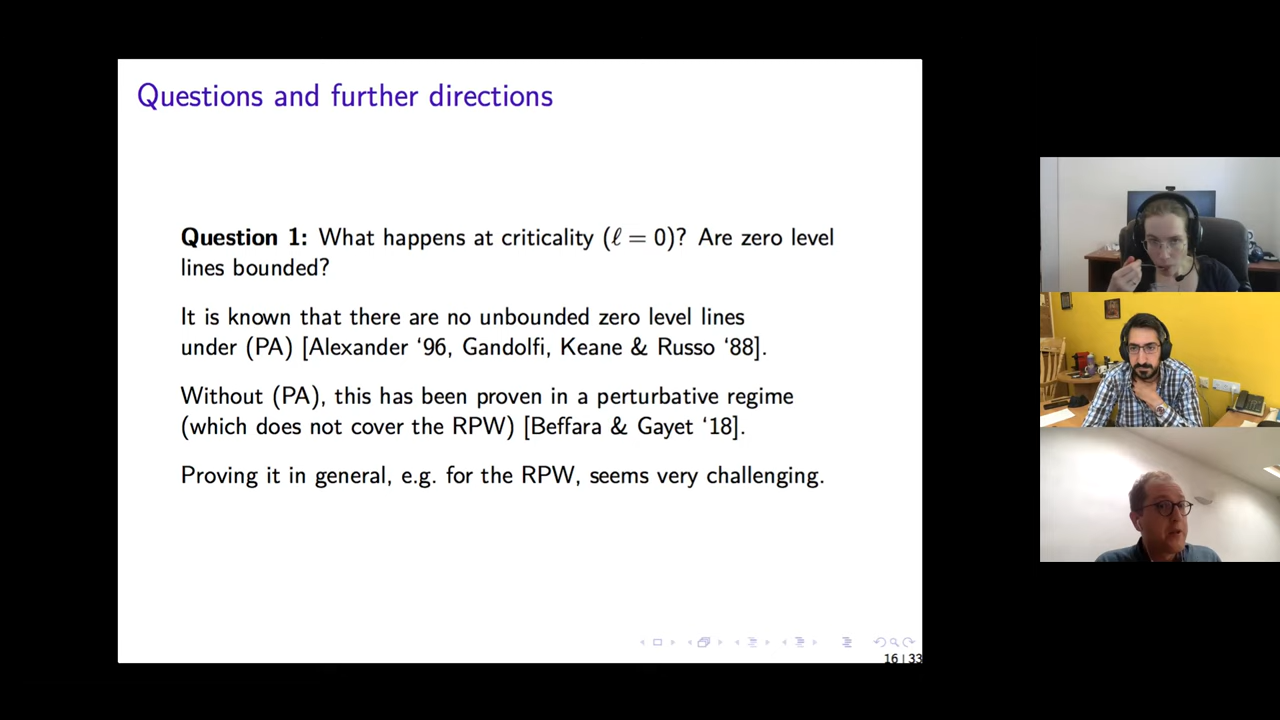 Questions and further directions
Question 1: What happens at criticality (ℓ = 0)? Are zero level
lines bounded?
It is known that there are no unbounded zero level lines
under (PA) [Alexander ‘96, Gandolfi, Keane & Russo ‘88].
Without (PA), this has been proven in a perturbative regime
(which does not cover the RPW) [Beffara & Gayet ‘18].
Proving it in general, e.g. for the RPW, seems very challenging.
16 | 33